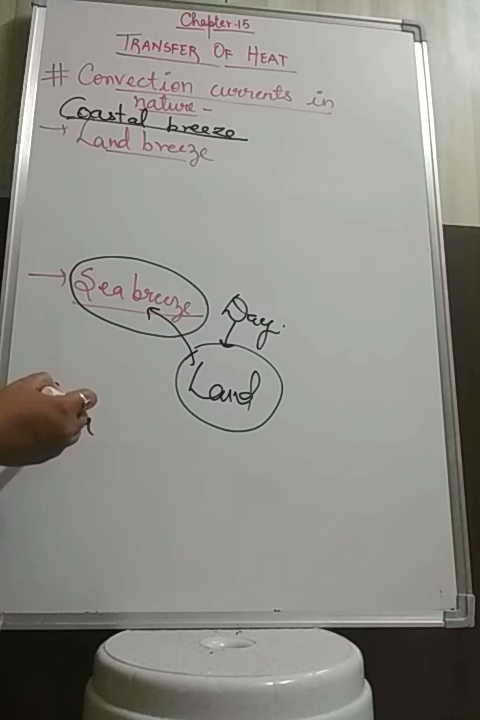 Chapter-15
TRANSFER OF HEAT
# Convection currents in
nature -
Coastal breeze
→ Land breeze
→ Sea breeze
Day.
Land